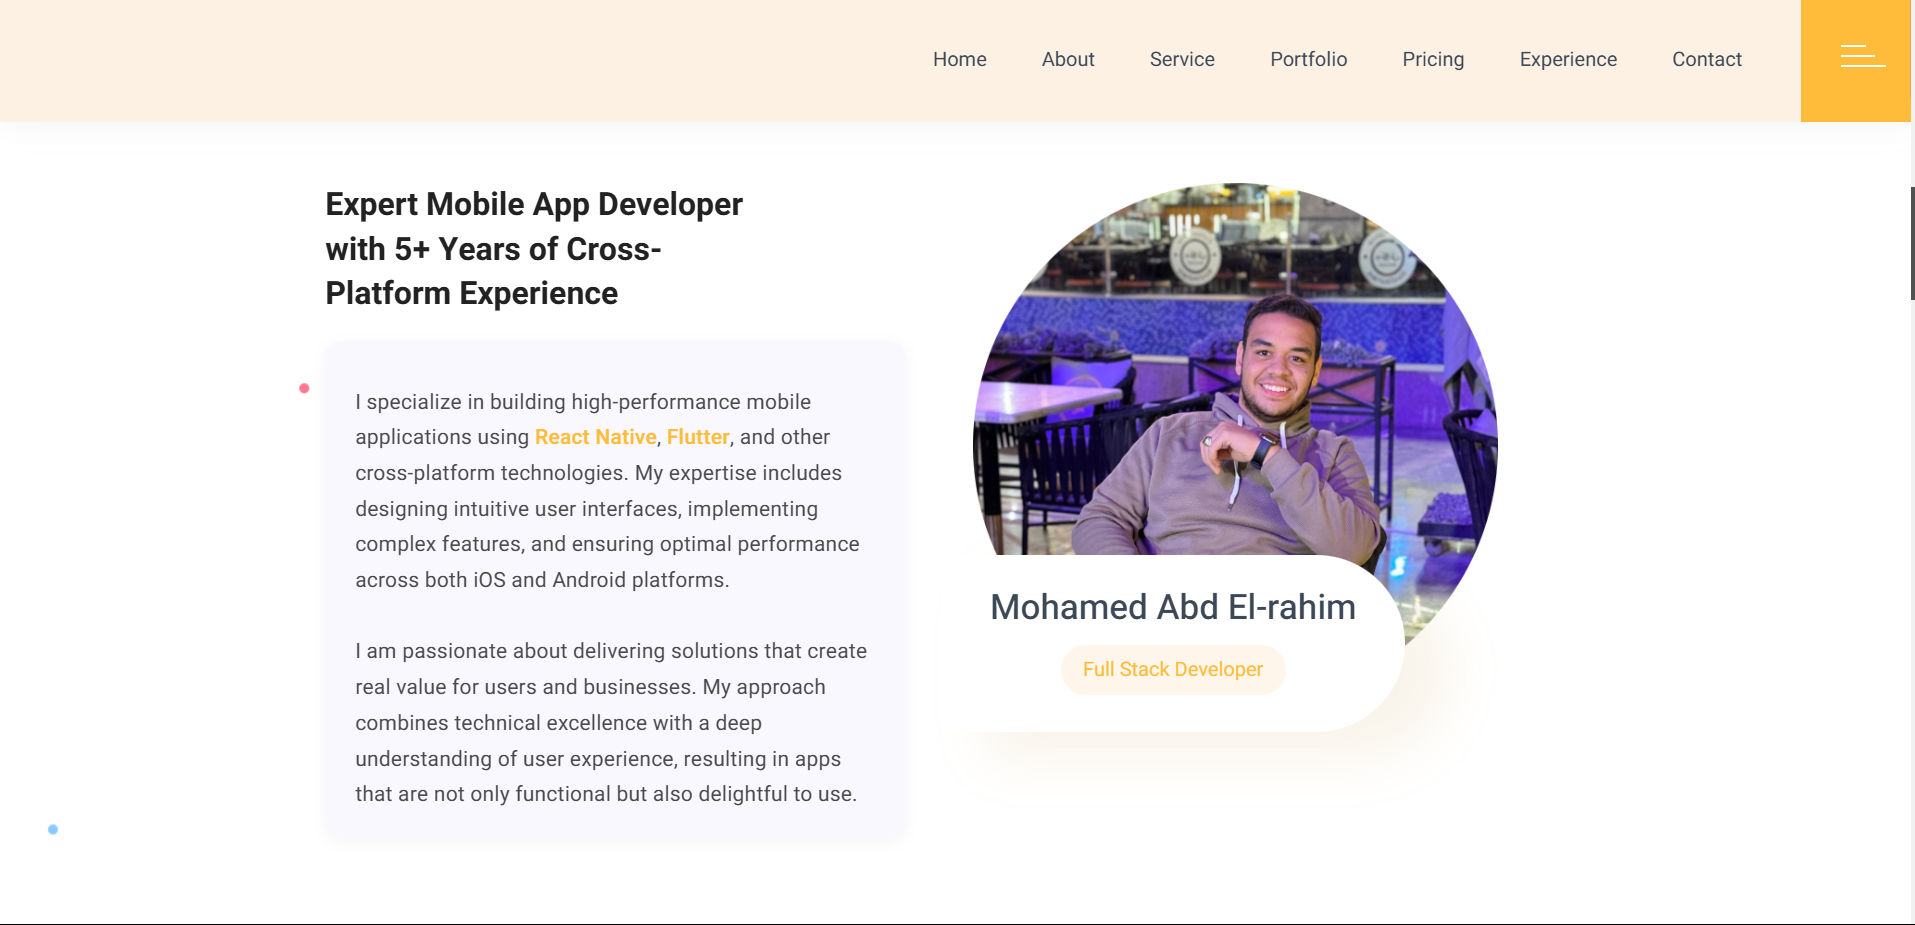 Home About Service Portfolio Pricing Experience Contact
Expert Mobile App Developer
with 5+ Years of Cross-
Platform Experience
I specialize in building high-performance mobile
applications using React Native, Flutter, and other
cross-platform technologies. My expertise includes
designing intuitive user interfaces, implementing
complex features, and ensuring optimal performance
across both iOS and Android platforms.
I am passionate about delivering solutions that create
real value for users and businesses. My approach
combines technical excellence with a deep
understanding of user experience, resulting in apps
that are not only functional but also delightful to use.
Mohamed Abd El-rahim
Full Stack Developer